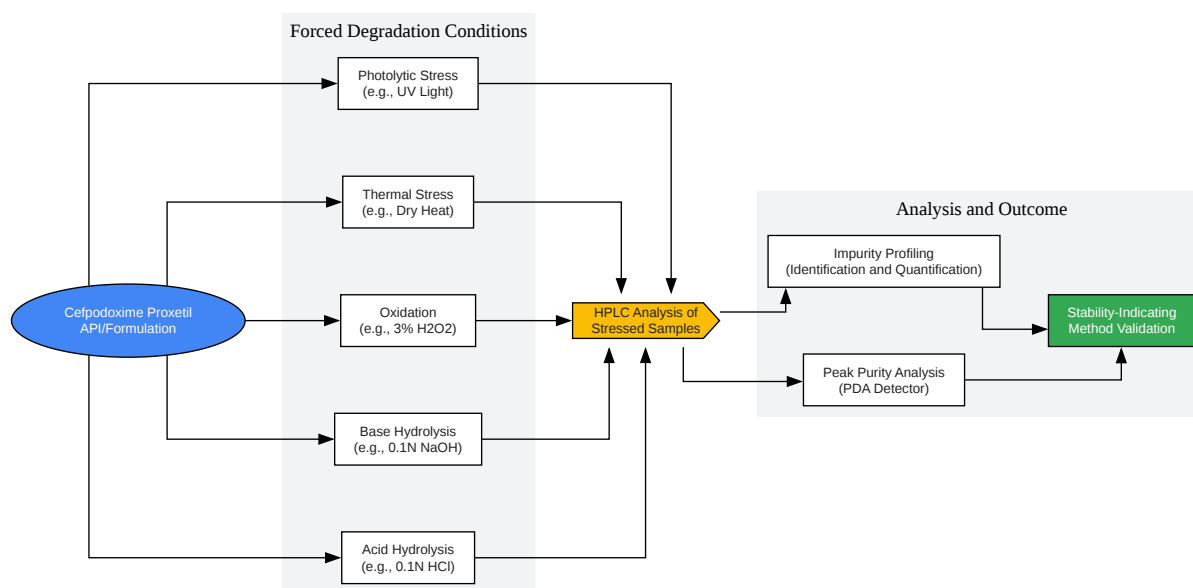 Forced Degradation Conditions
Photolytic Stress
(e.g., UV Light)
Thermal Stress
(e.g., Dry Heat)
Analysis and Outcome
Impurity Profiling
(Identification and Quantification)
Cefpodoxime Proxetil
API/Formulation
Oxidation
(e.g., 3% H2O2)
HPLC Analysis of
Stressed Samples
Stability-Indicating
Method Validation
Peak Purity Analysis
(PDA Detector)
Base Hydrolysis
(e.g., 0.1N NaOH)
Acid Hydrolysis
(e.g., 0.1N HCl)